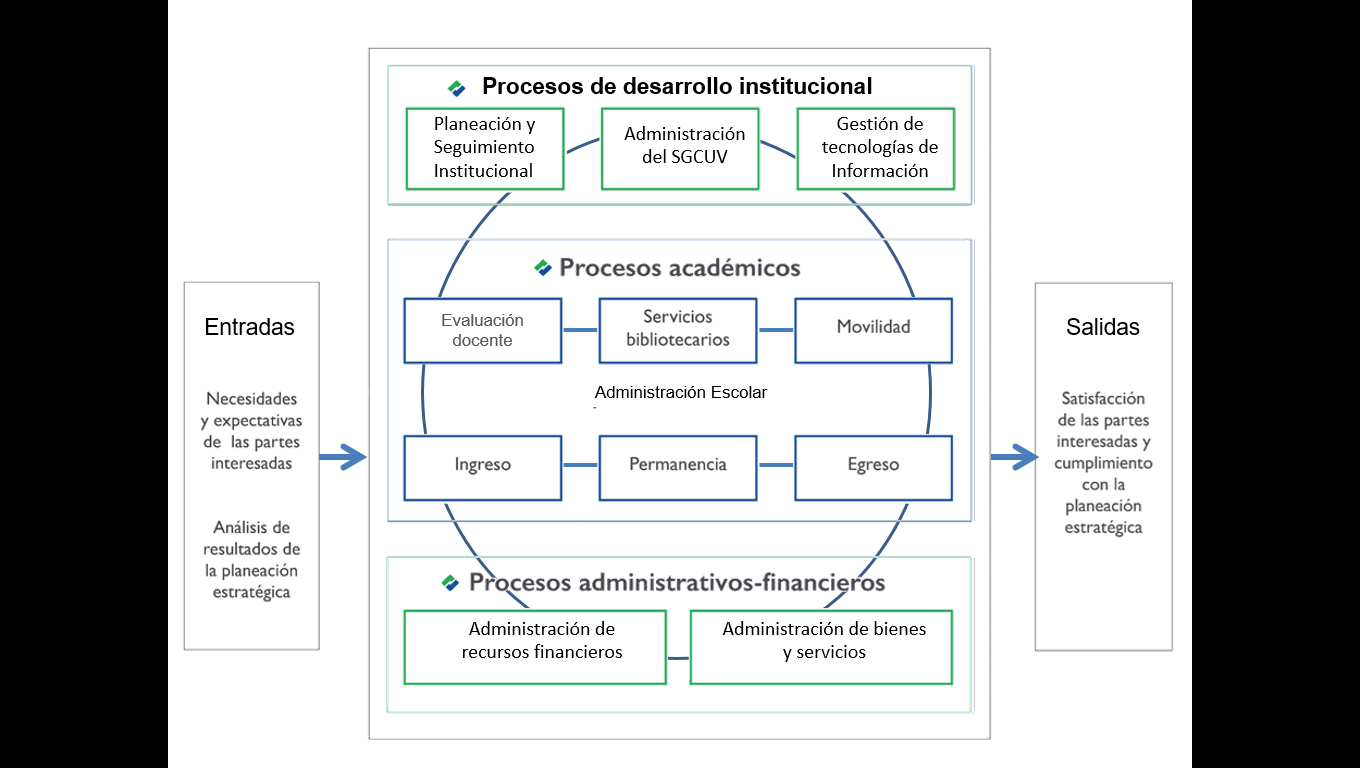 Procesos de desarrollo institucional
Planeación y
Seguimiento
Institucional
Administración
del SGCUV
Gestión de
tecnologías de
Información
Procesos académicos
Evaluación
docente
Servicios
bibliotecarios
Movilidad
Administración Escolar
Ingreso
Permanencia
Egreso
Procesos administrativos-financieros
Administración de
recursos financieros
Administración de bienes
y servicios
Entradas
Necesidades
y expectativas
de las partes
interesadas
Análisis de
resultados de
la planeación
estratégica
Salidas
Satisfacción
de las partes
interesadas y
cumplimiento
con la
planeación
estratégica